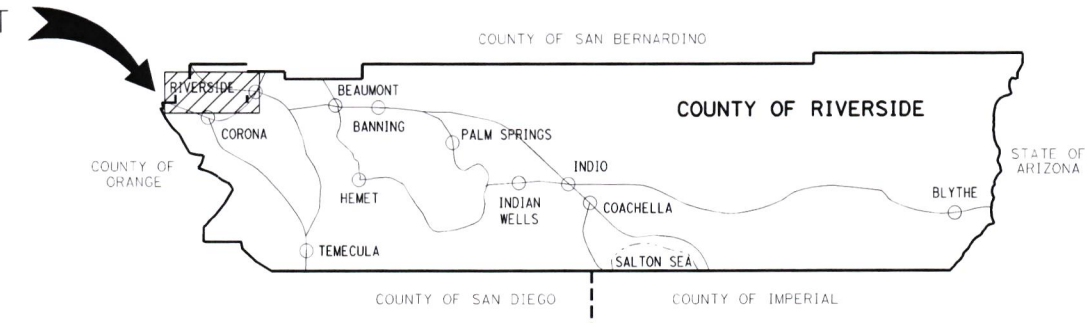 T
COUNTY OF SAN BERNARDINO
RIVERSIDE
BEAUMONT
BANNING
COUNTY OF RIVERSIDE
CORONA
PALM SPRINGS
COUNTY OF
ORANGE
STATE OF
ARIZONA
INDIO
HEMET
INDIAN
WELLS
COACHELLA
BLYTHE
TEMECULA
SALTON SEA
COUNTY OF SAN DIEGO
COUNTY OF IMPERIAL